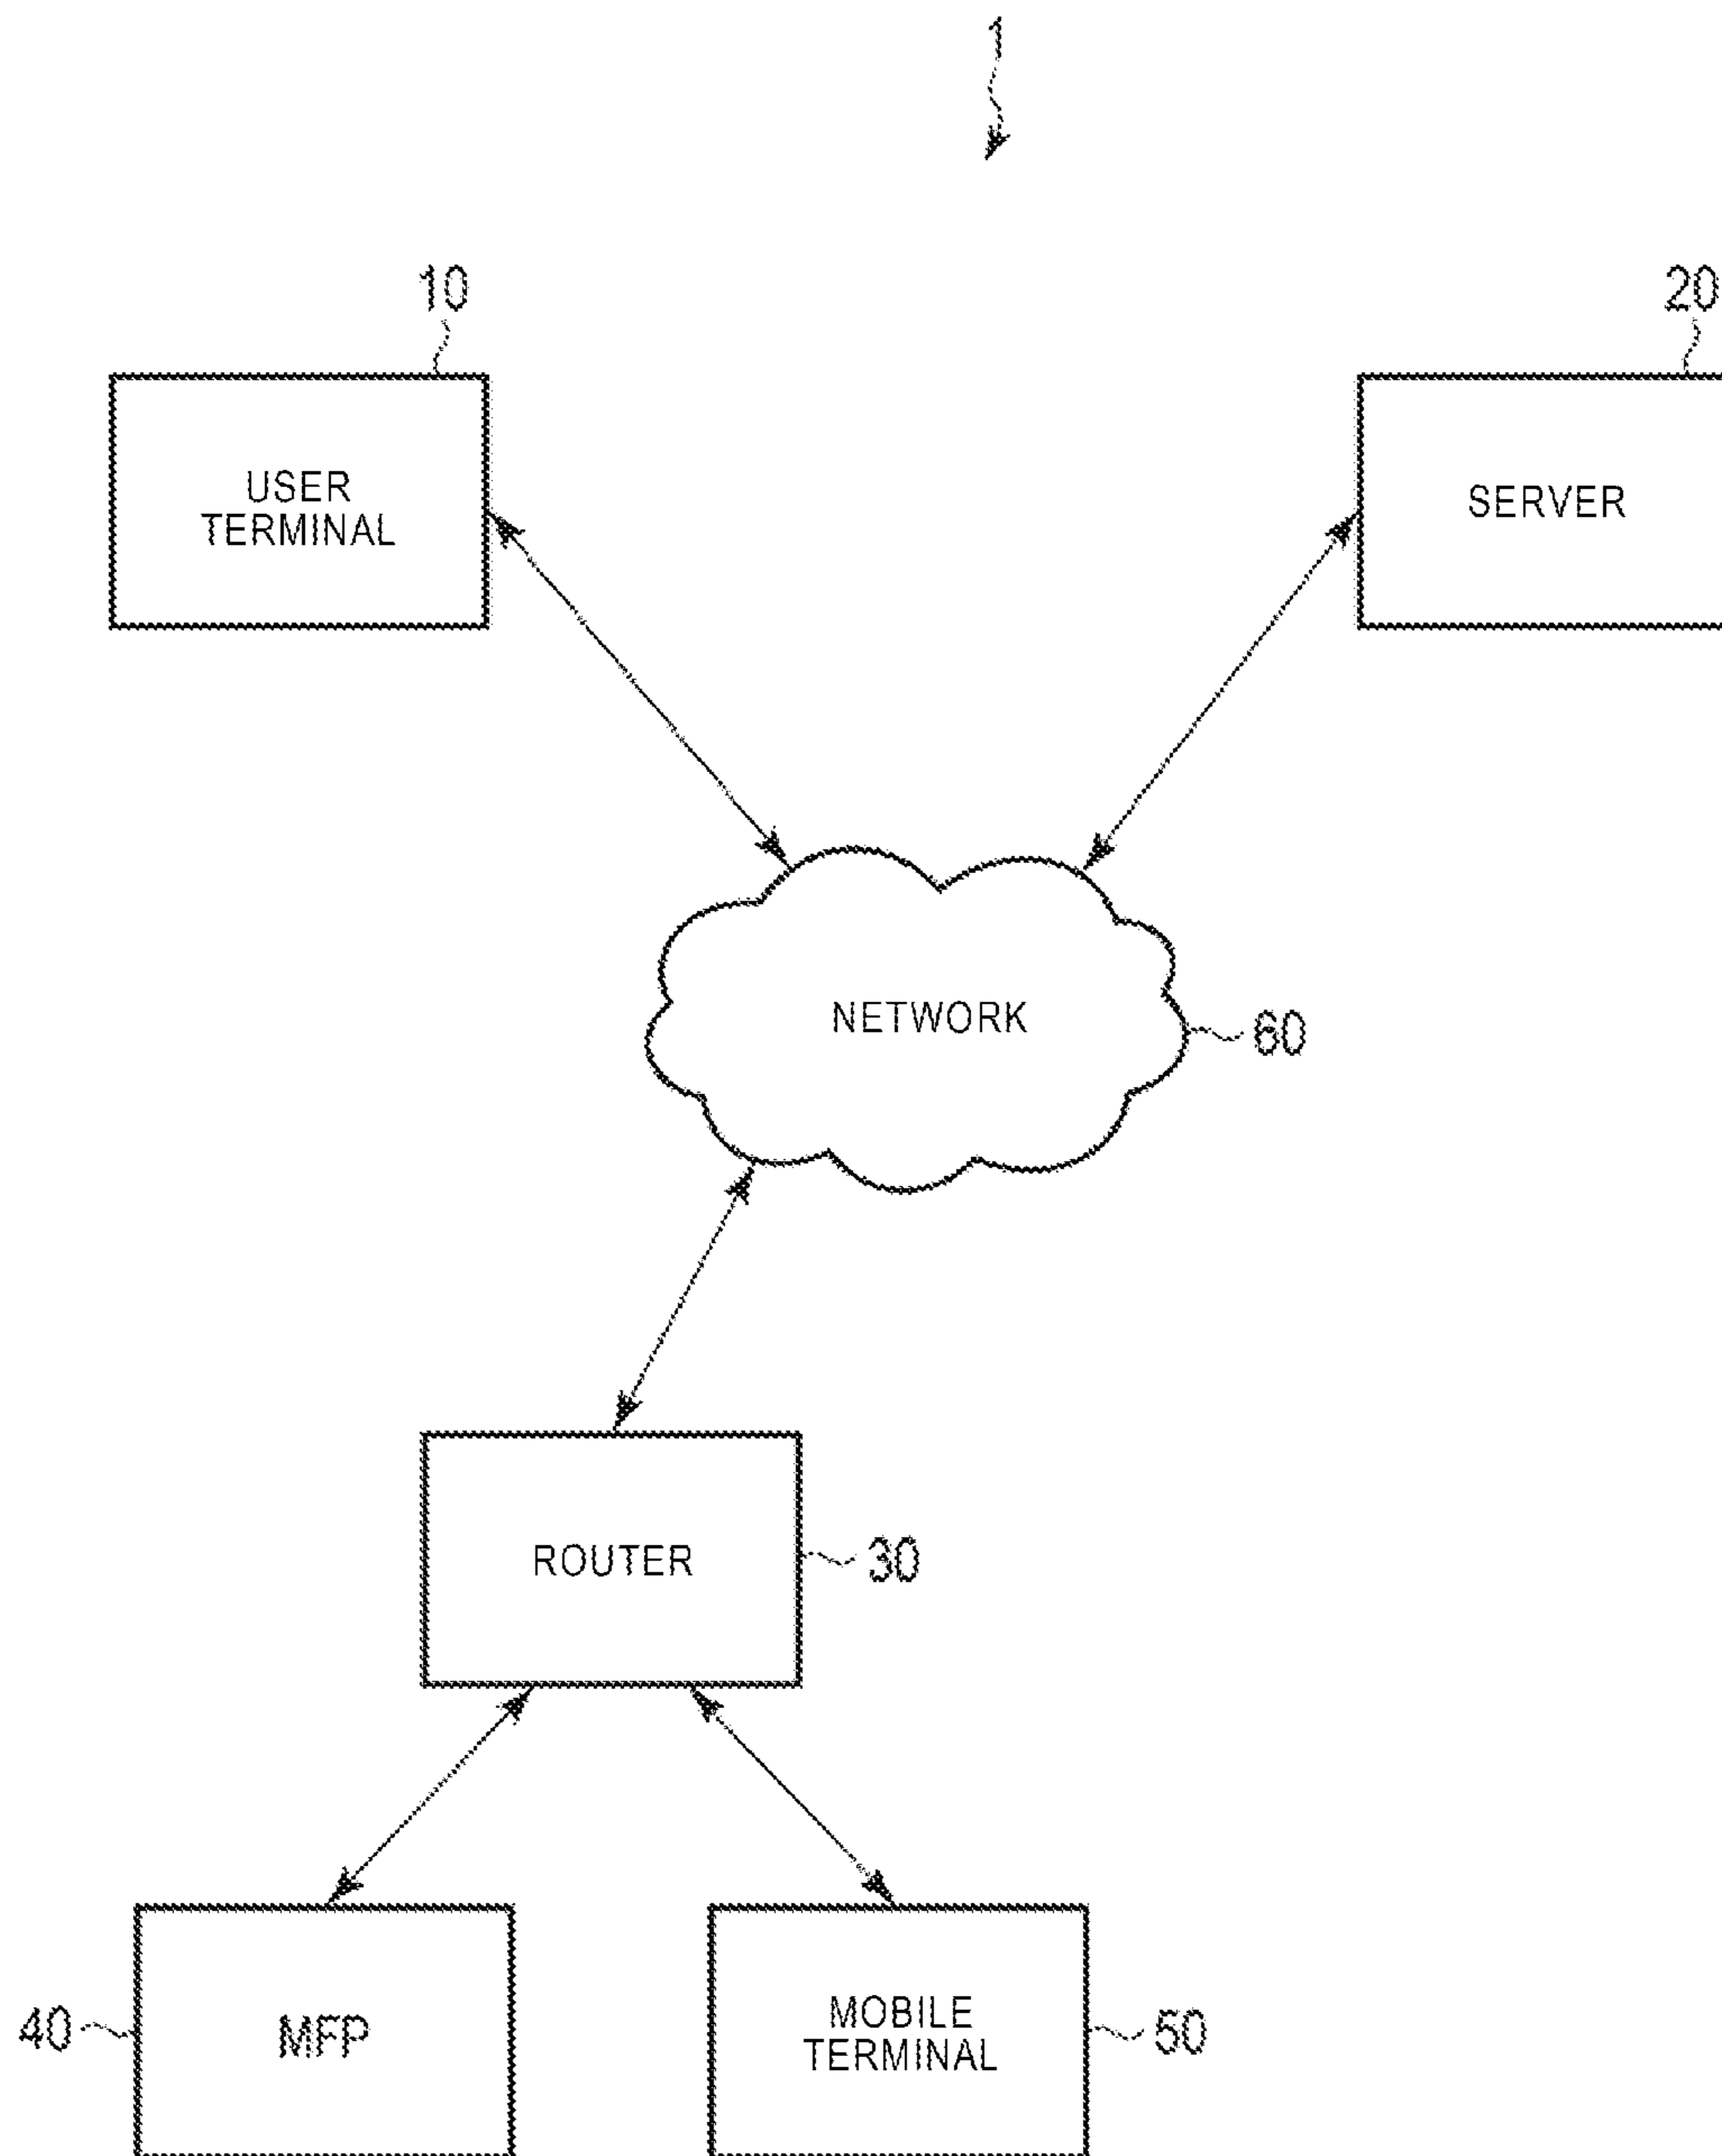 1
10
20
USER
TERMINAL
SERVER
NETWORK
60
ROUTER
30
40
MFP
MOBILE
TERMINAL
50